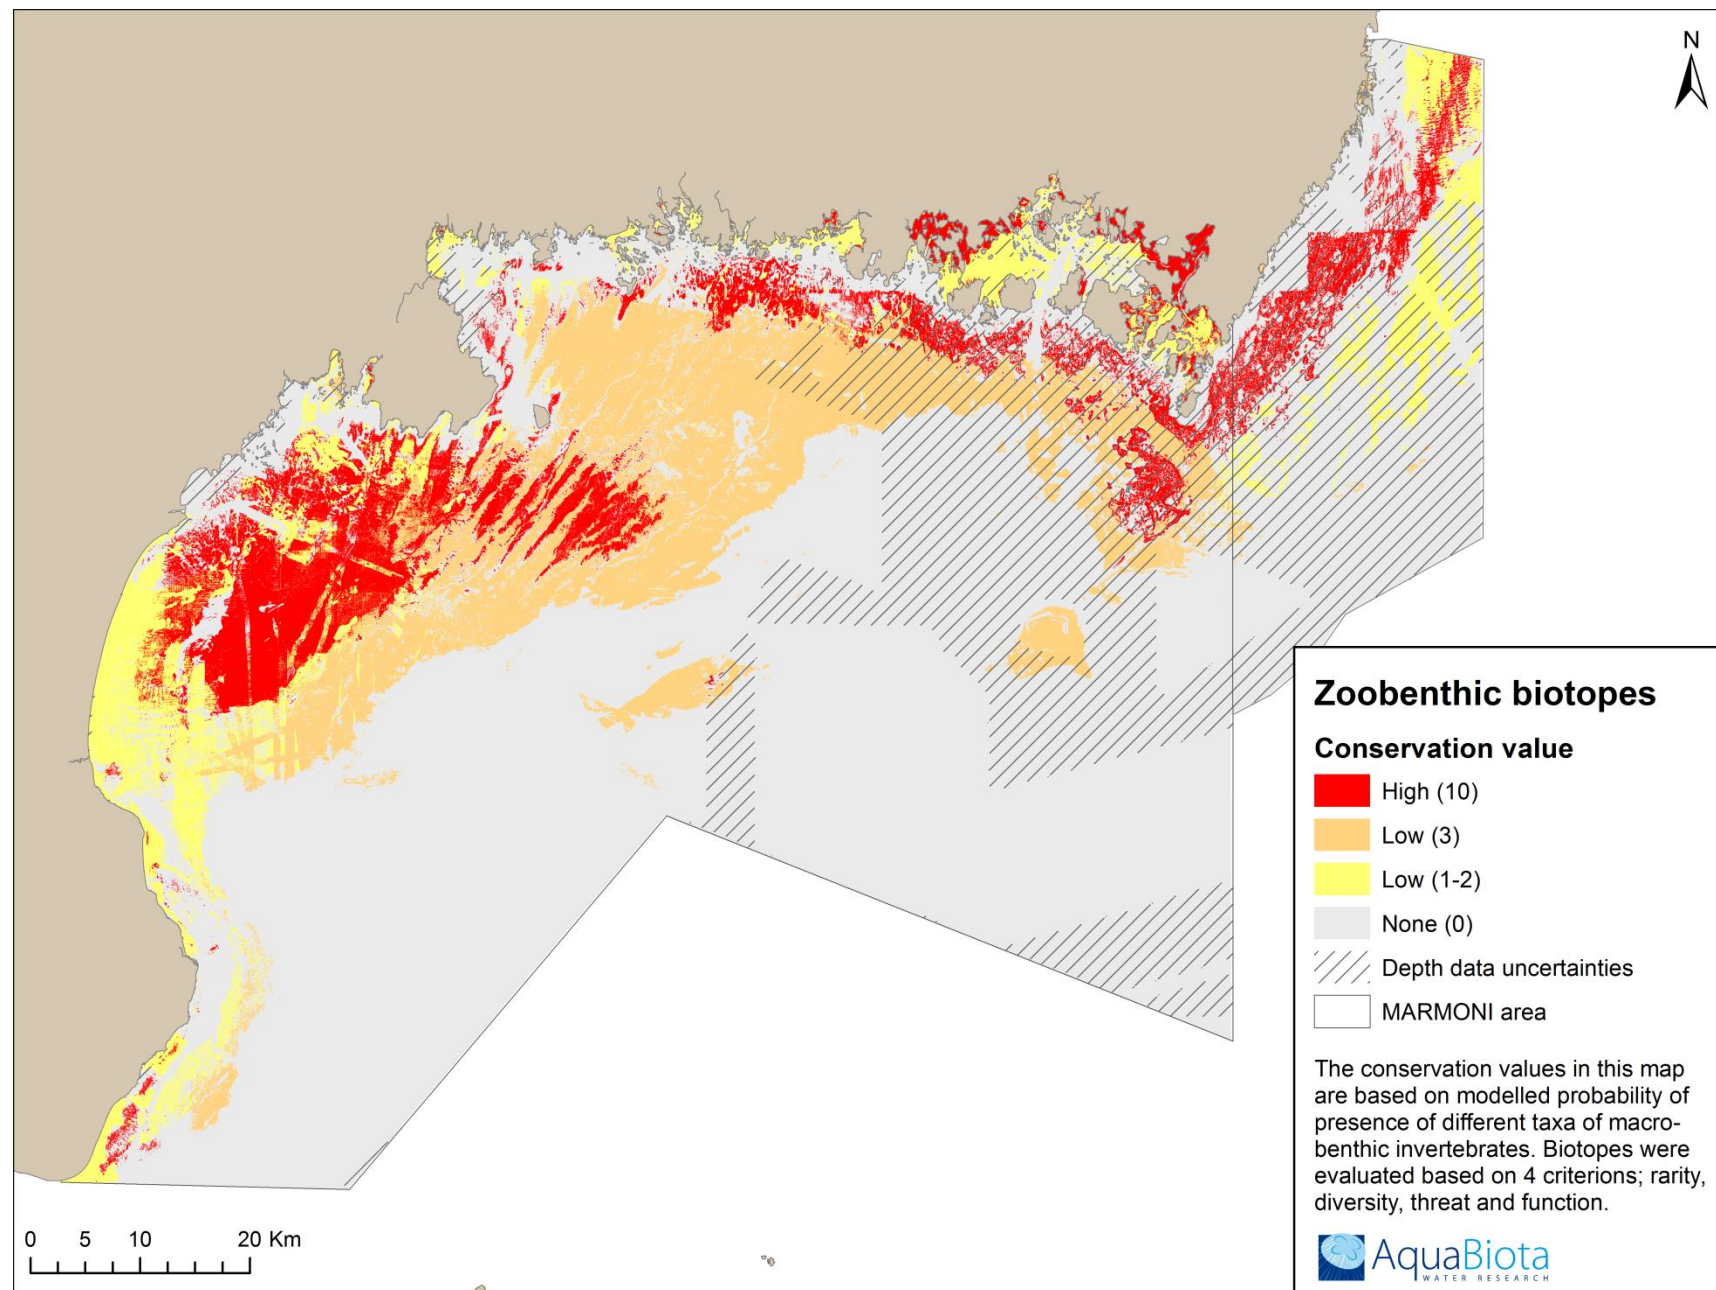 N
Zoobenthic biotopes
Conservation value
High (10)
Low (3)
Low (1-2)
None (0)
Depth data uncertainties
MARMONI area
The conservation values in this map
are based on modelled probability of
presence of different taxa of macro-
benthic invertebrates. Biotopes were
evaluated based on 4 criterions; rarity,
diversity, threat and function.
AquaBiota
WATER RESEARCH
0 5 10 20 Km